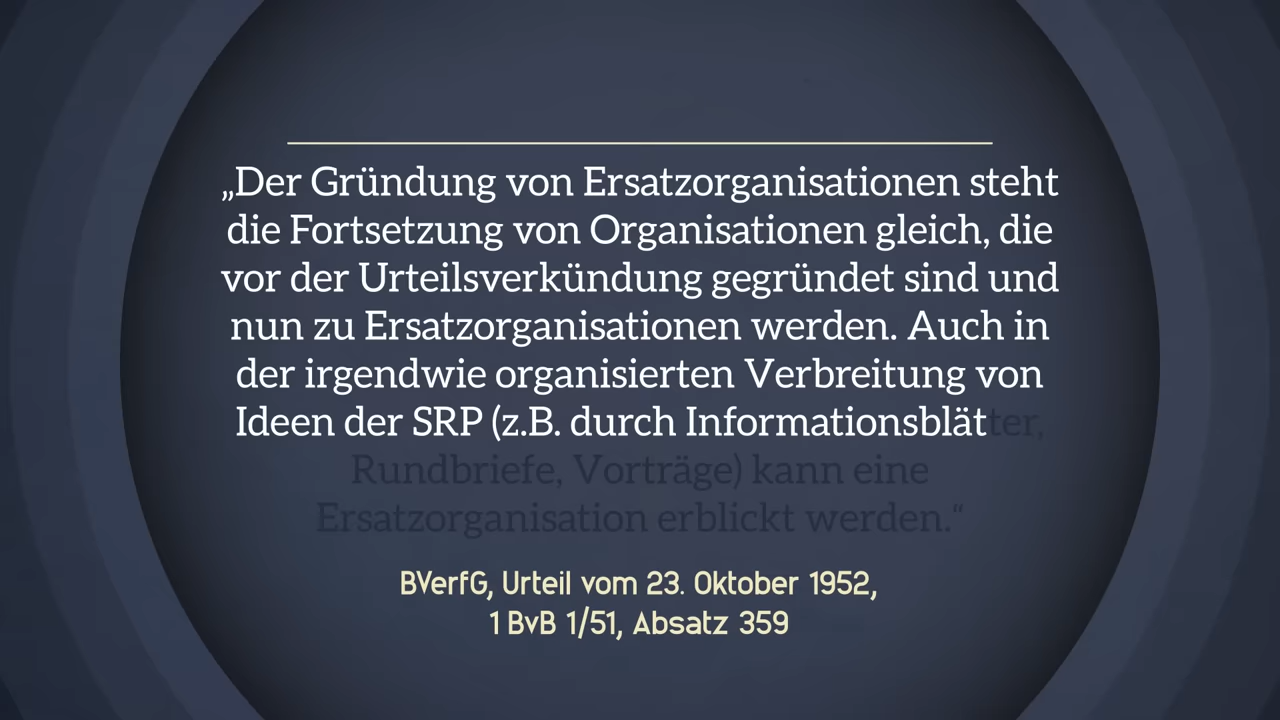 „Der Gründung von Ersatzorganisationen steht
die Fortsetzung von Organisationen gleich, die
vor der Urteilsverkündung gegründet sind und
nun zu Ersatzorganisationen werden. Auch in
der irgendwie organisierten Verbreitung von
Ideen der SRP (z.B. durch Informationsblätter,
Rundbriefe, Vorträge) kann eine
Ersatzorganisation erblickt werden.“
BVerfG, Urteil vom 23. Oktober 1952,
1 BvB 1/51, Absatz 359